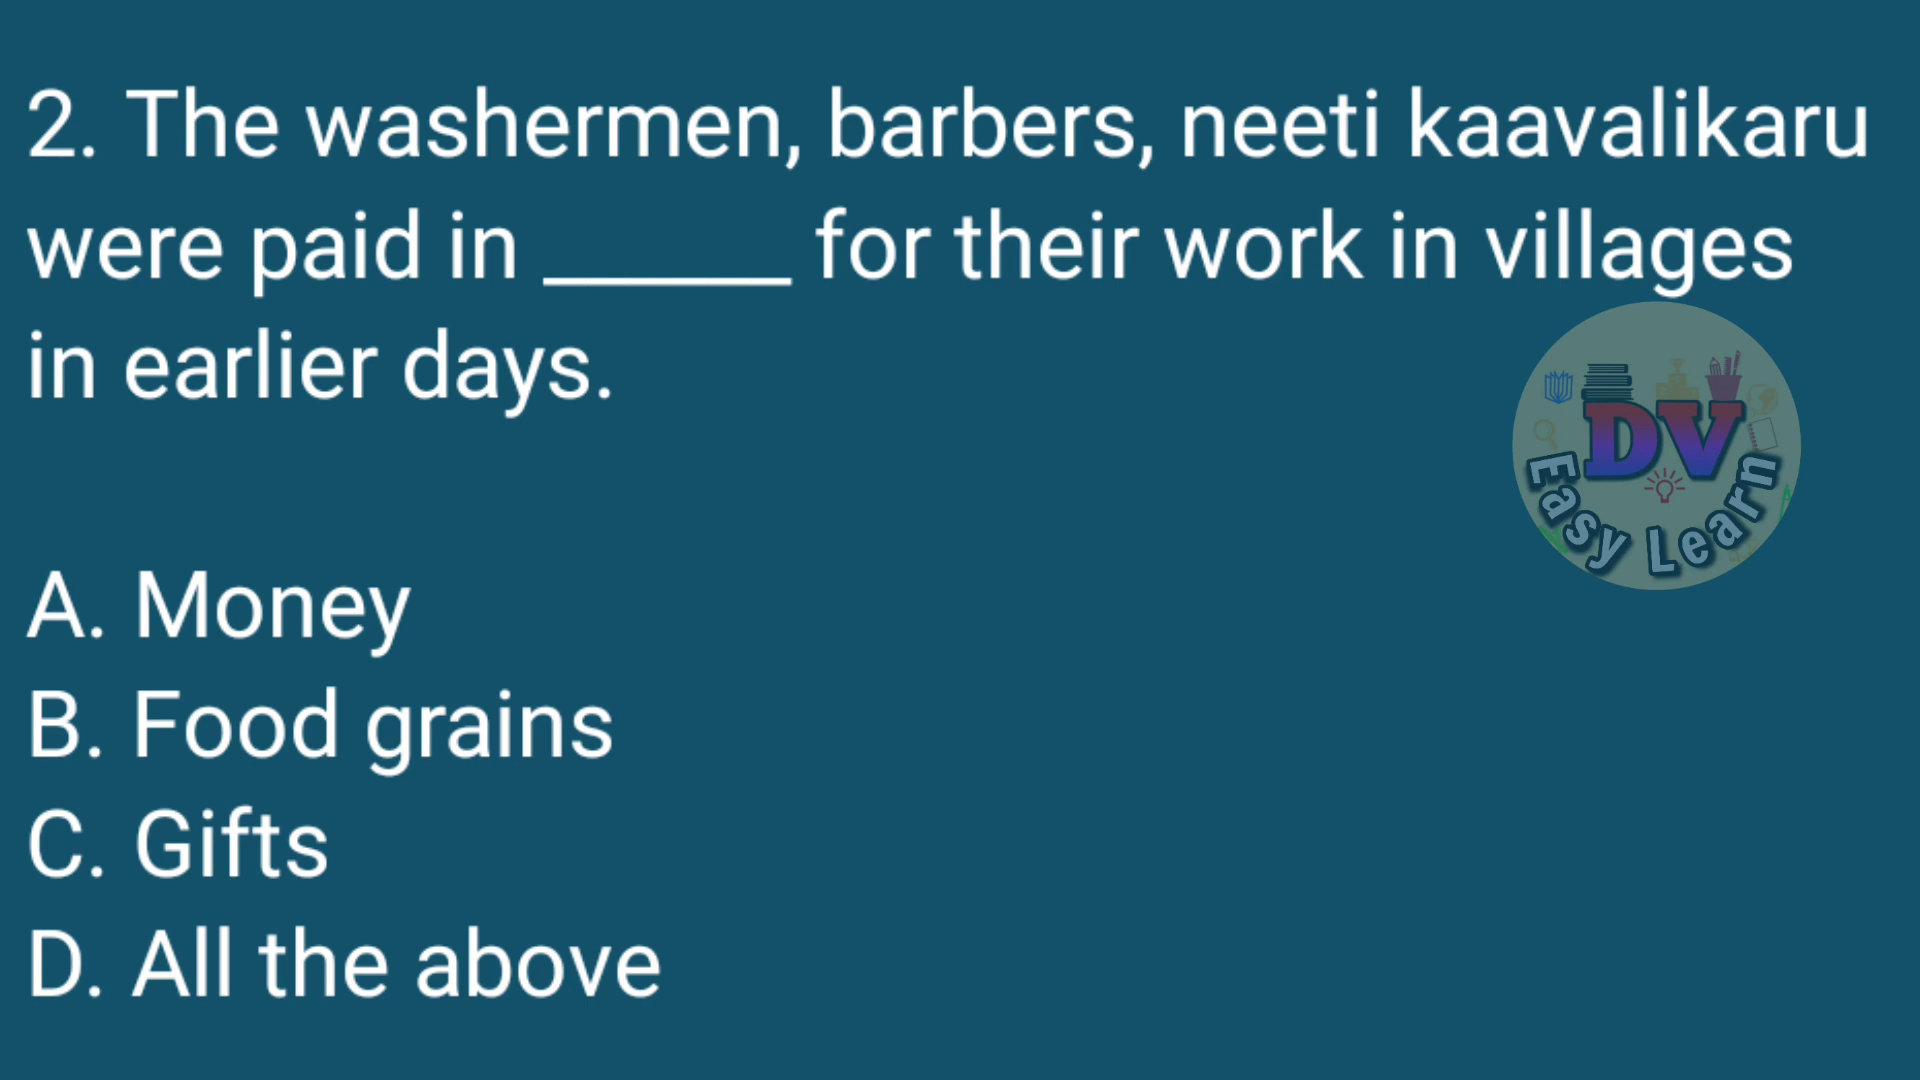 2. The washermen, barbers, neeti kaavalikaru
were paid in ______ for their work in villages
in earlier days.
DV
Easy Learn
A. Money
B. Food grains
C. Gifts
D. All the above